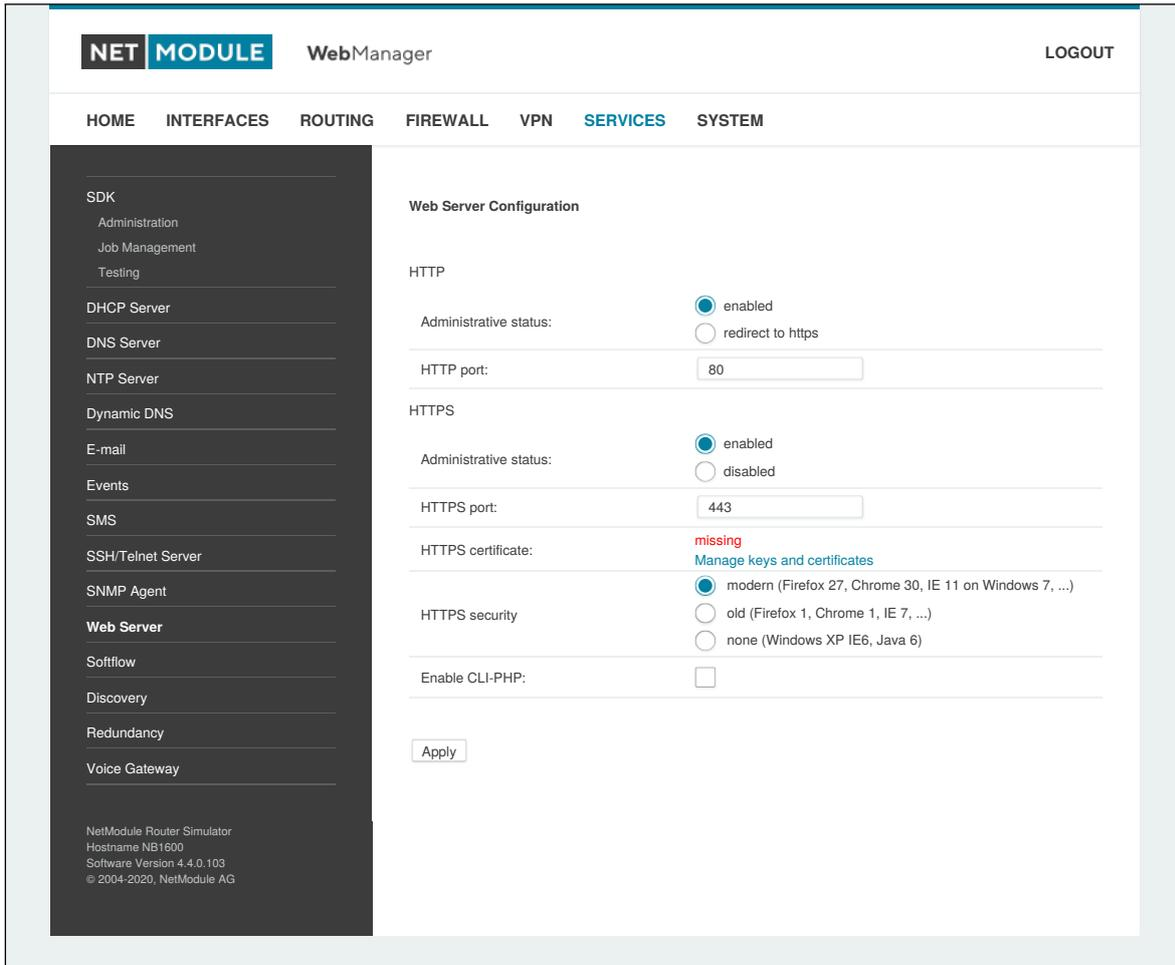 NET MODULE WebManager LOGOUT
HOME INTERFACES ROUTING FIREWALL VPN SERVICES SYSTEM
SDK
Administration
Job Management
Testing
DHCP Server
DNS Server
NTP Server
Dynamic DNS
E-mail
Events
SMS
SSH/Telnet Server
SNMP Agent
Web Server
Softflow
Discovery
Redundancy
Voice Gateway
NetModule Router Simulator
Hostname NB1600
Software Version 4.4.0.103
© 2004-2020, NetModule AG
Web Server Configuration
HTTP
Administrative status:
enabled
redirect to https
HTTP port: 80
HTTPS
Administrative status:
enabled
disabled
HTTPS port: 443
HTTPS certificate:
missing
Manage keys and certificates
HTTPS security
modern (Firefox 27, Chrome 30, IE 11 on Windows 7, ...)
old (Firefox 1, Chrome 1, IE 7, ...)
none (Windows XP IE6, Java 6)
Enable CLI-PHP:
Apply